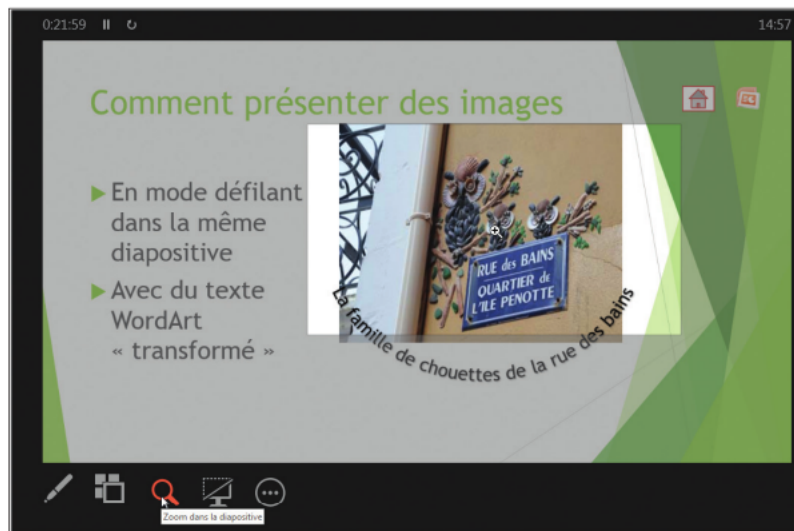 0:21:59
14:57
Comment présenter des images
En mode défilant
dans la même
diapositive
Avec du texte
WordArt
« transformé »
RUE des BAINS
QUARTIER de
L'ILE PENOTTE
La famille de chouettes de la rue des bains
Zoom dans la diapositive